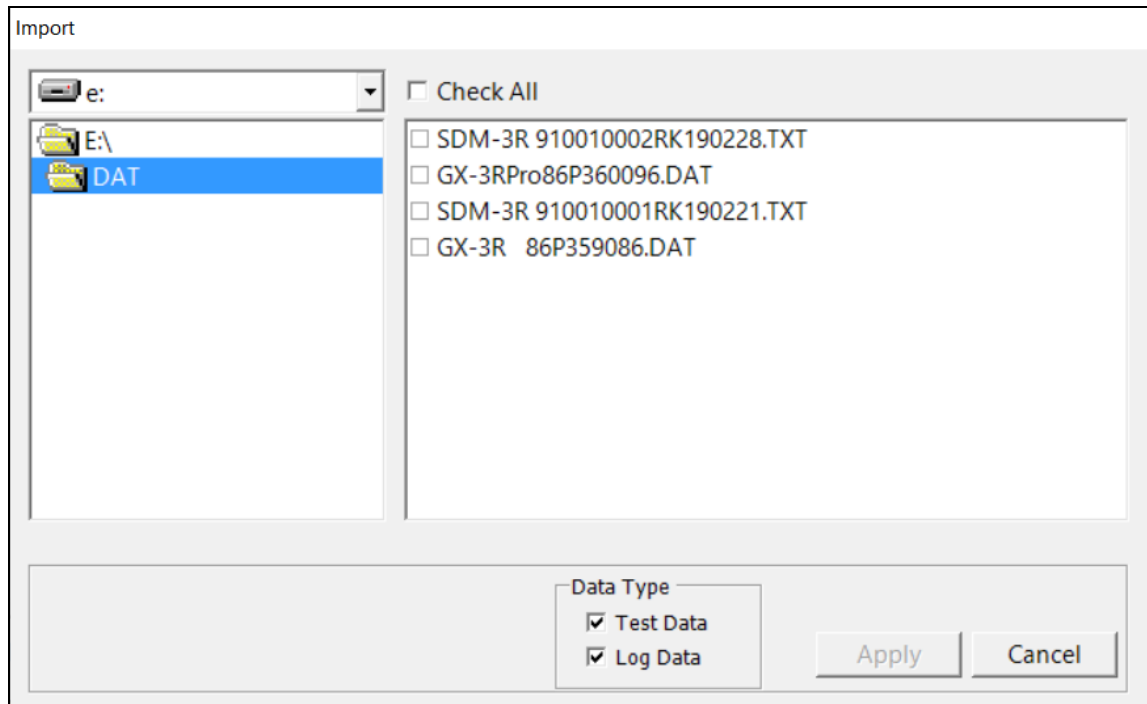 Import
e:
Check All
E:\
DAT
SDM-3R 910010002RK190228.TXT
GX-3RPro86P360096.DAT
SDM-3R 910010001RK190221.TXT
GX-3R   86P359086.DAT
Data Type
Test Data
Log Data
Apply
Cancel